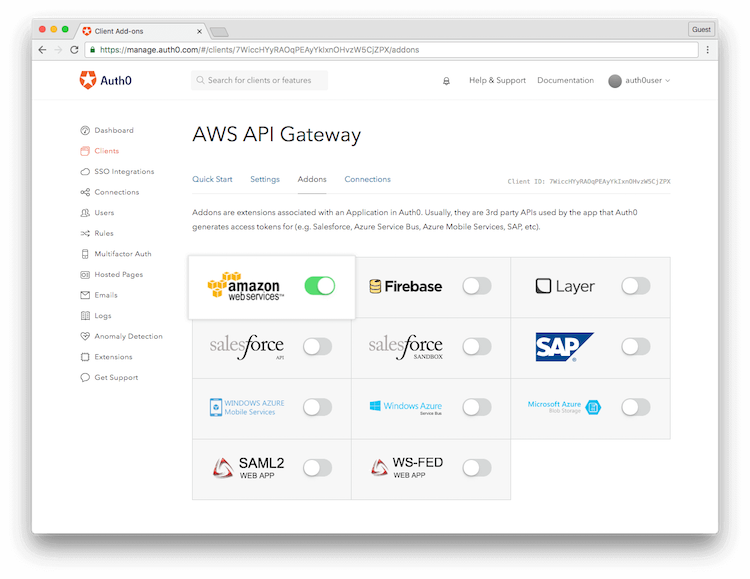 Client Add-ons
Guest
https://manage.auth0.com/#/clients/7WiccHYyRAOqPEAyYkIxnOHvzW5CjZPX/addons
Auth0
Search for clients or features
Help & Support
Documentation
auth0user
Dashboard
Clients
SSO Integrations
Connections
Users
Rules
Multifactor Auth
Hosted Pages
Emails
Logs
Anomaly Detection
Extensions
Get Support
AWS API Gateway
Quick Start
Settings
Addons
Connections
Client ID: 7WiccHYyRAOqPEAyYkIxnOHvzW5CjZPX
Addons are extensions associated with an Application in Auth0. Usually, they are 3rd party APIs used by the app that Auth0
generates access tokens for (e.g. Salesforce, Azure Service Bus, Azure Mobile Services, SAP, etc).
amazon
webservices™
Firebase
Layer
salesforce
API
salesforce
SANDBOX
SAP
WINDOWS AZURE
Mobile Services
Windows Azure
Service Bus
Microsoft Azure
Blob Storage
SAML2
WEB APP
WS-FED
WEB APP